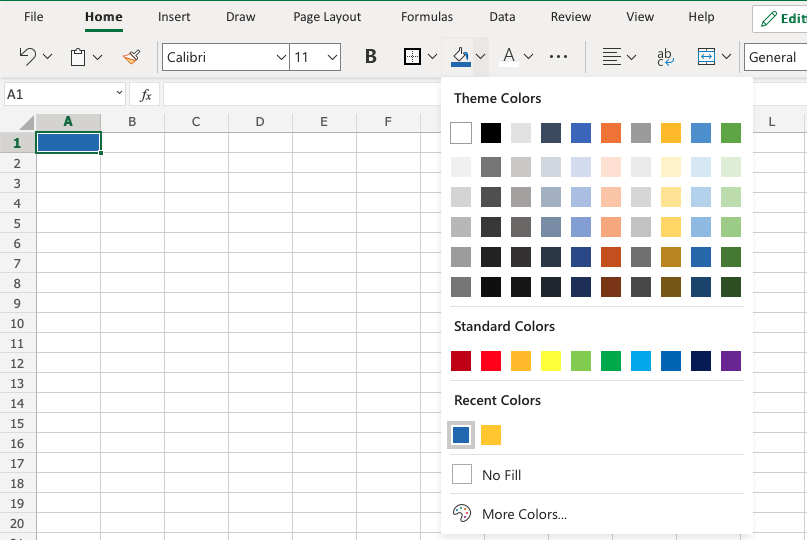 File Home Insert Draw Page Layout Formulas Data Review View Help
Calibri 11 B A ab c General
A1 fx
Theme Colors
A B C D E F L
1
2
3
4
5
6
7
8
9
10
11
12
13
14
15
16
17
18
19
20
Standard Colors
Recent Colors
No Fill
More Colors...